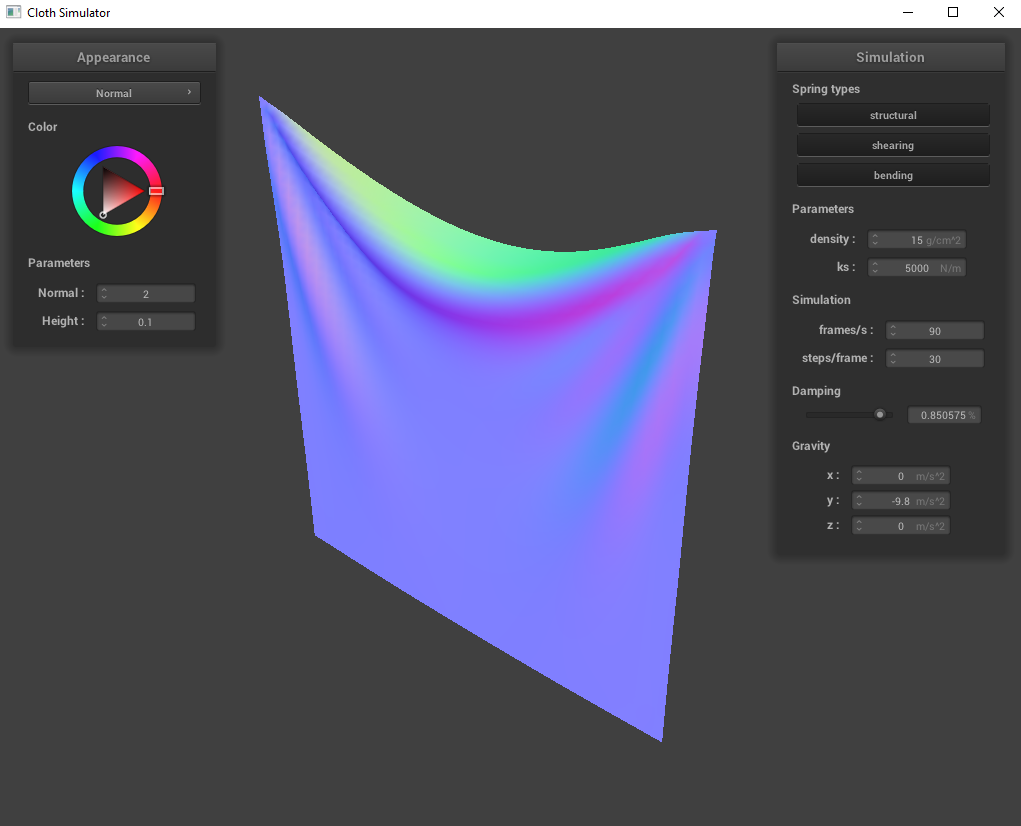 Cloth Simulator
Appearance
Normal
Color
Parameters
Normal : 2
Height : 0.1
Simulation
Spring types
structural
shearing
bending
Parameters
density : 15 g/cm^2
ks : 5000 N/m
Simulation
frames/s : 90
steps/frame : 30
Damping
0.850575 %
Gravity
x : 0 m/s^2
y : -9.8 m/s^2
z : 0 m/s^2